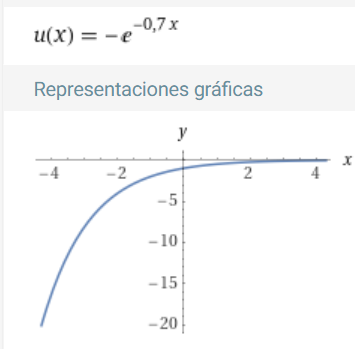 u(x) = −e^−0,7 x
Representaciones gráficas
y
x
−4 −2 2 4
−5
−10
−15
−20